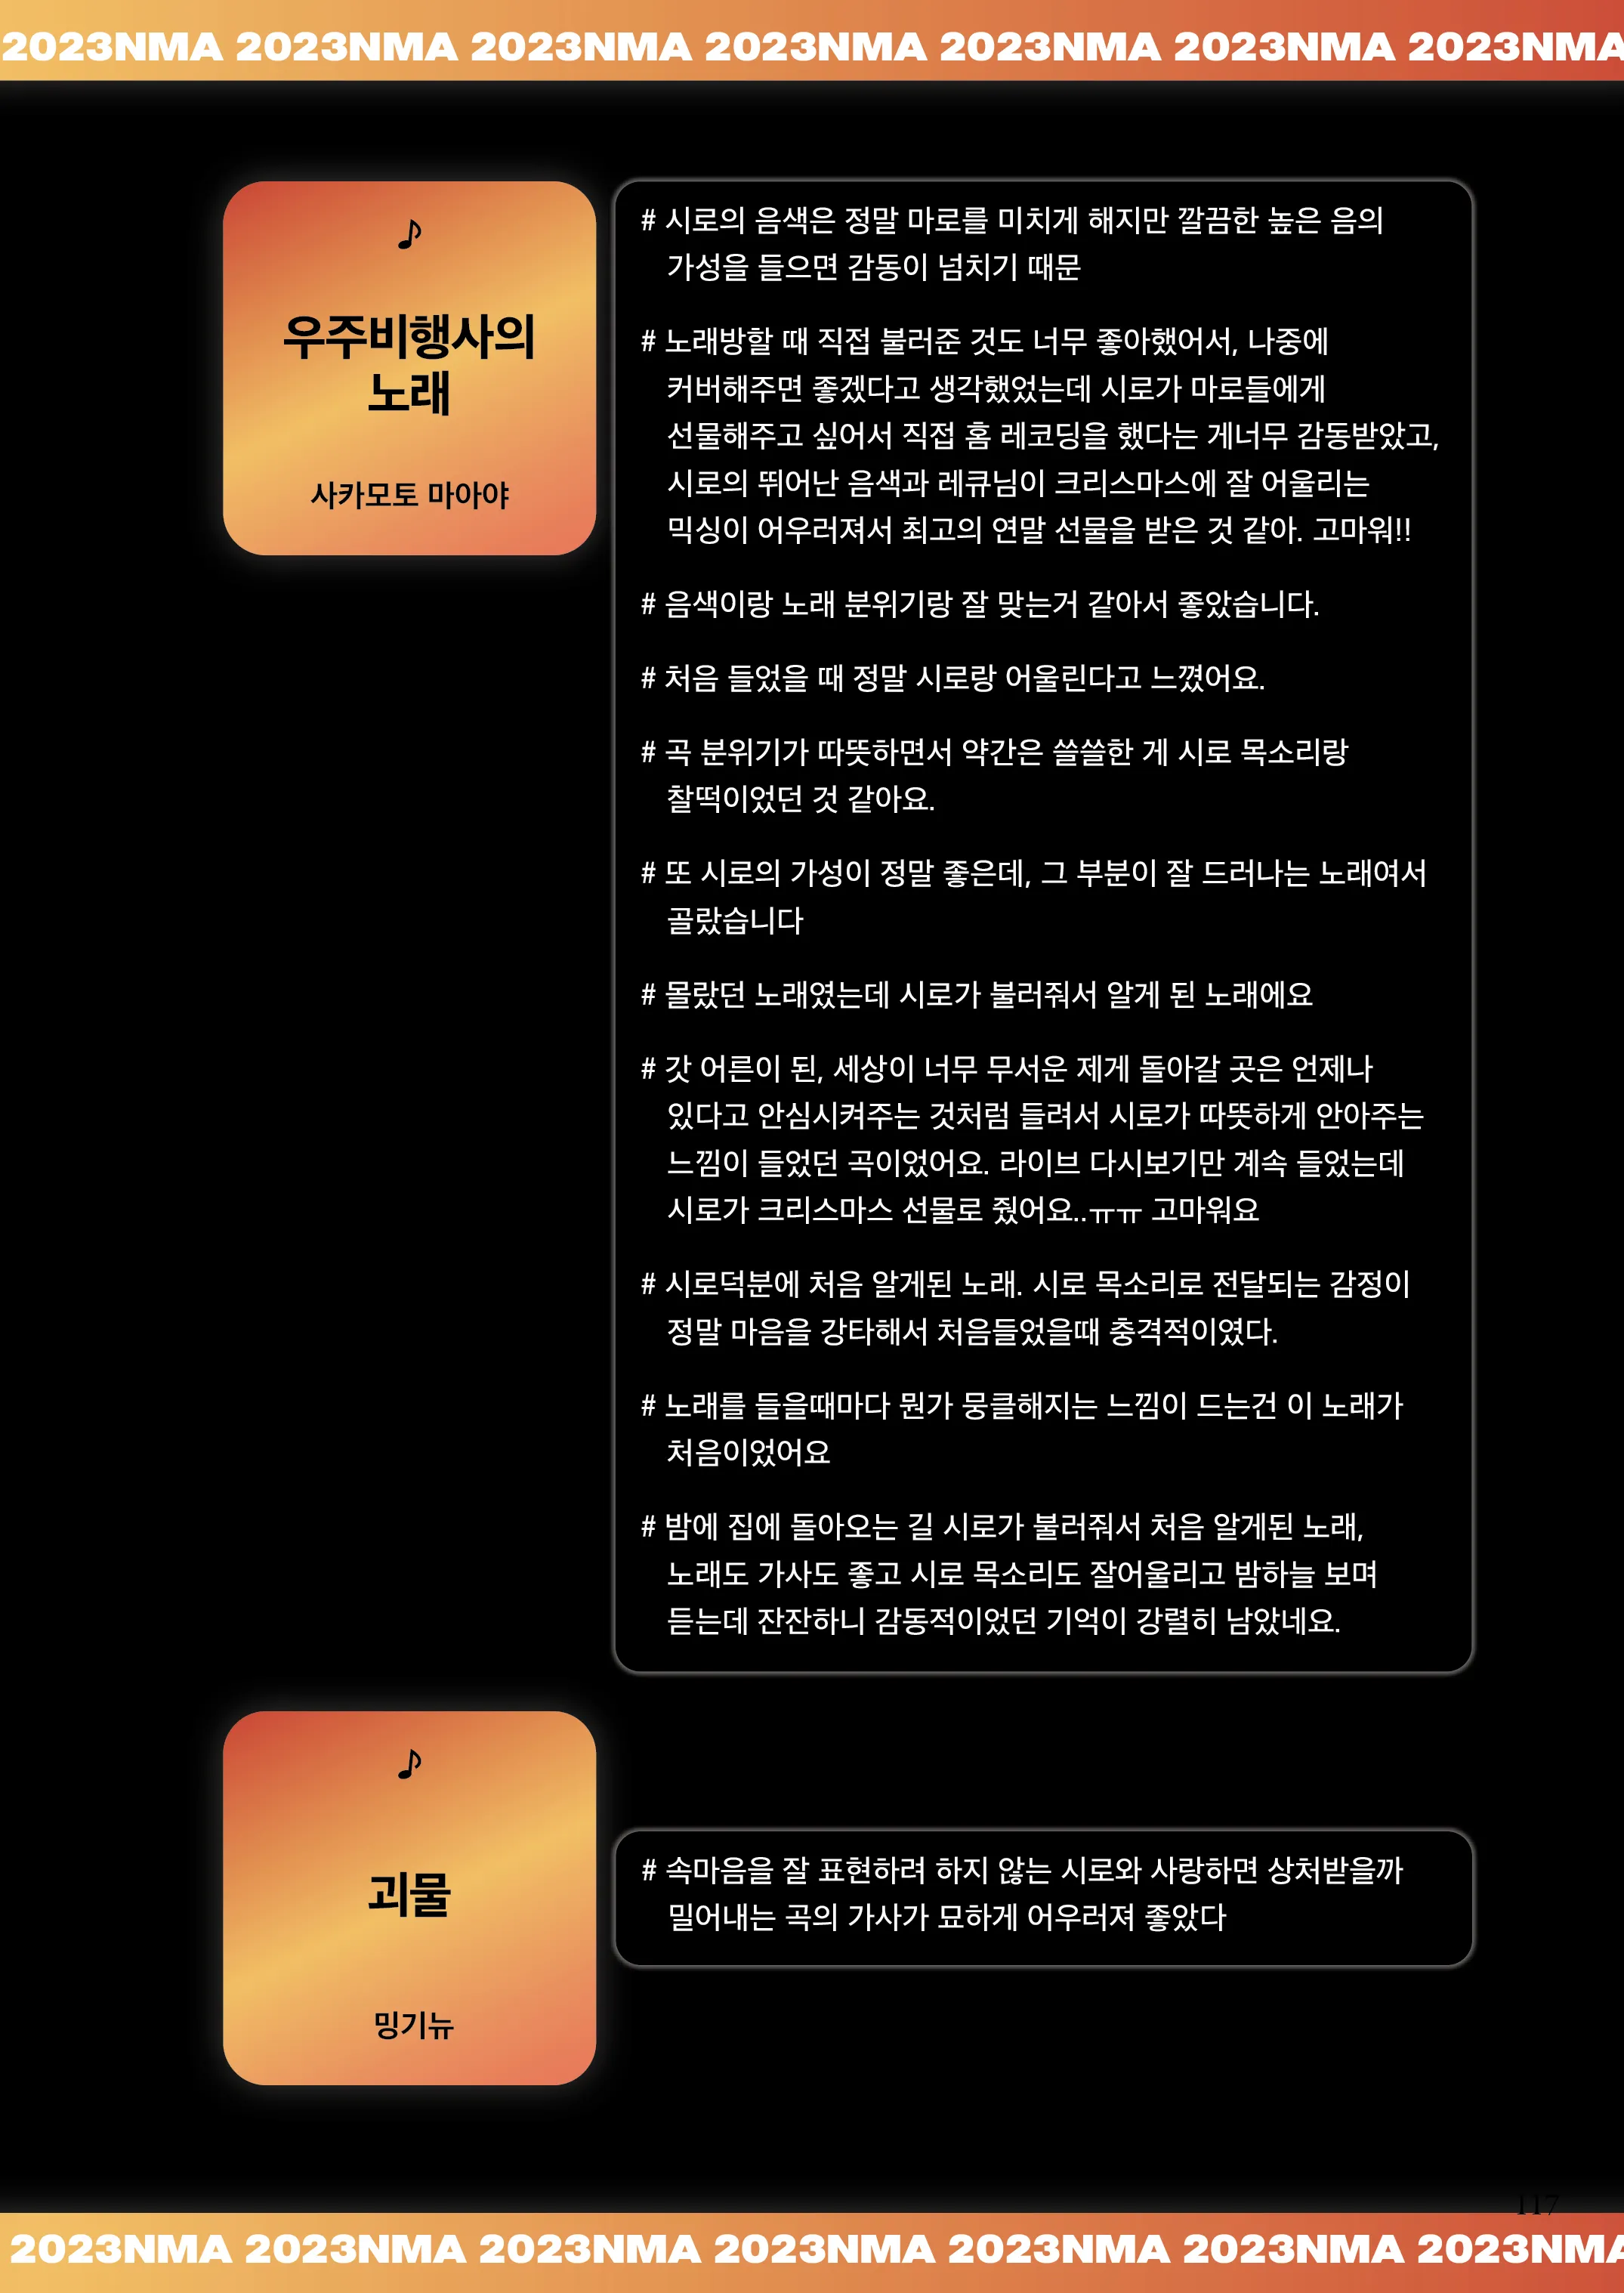 2023NMA 2023NMA 2023NMA 2023NMA 2023NMA 2023NMA 2023NMA
♪
우주비행사의
노래
사카모토 마아야
# 시로의 음색은 정말 마로를 미치게 해지만 깔끔한 높은 음의
가성을 들으면 감동이 넘치기 때문
# 노래방할 때 직접 불러준 것도 너무 좋아했어서, 나중에
커버해주면 좋겠다고 생각했었는데 시로가 마로들에게
선물해주고 싶어서 직접 홈 레코딩을 했다는 게너무 감동받았고,
시로의 뛰어난 음색과 레큐님이 크리스마스에 잘 어울리는
믹싱이 어우러져서 최고의 연말 선물을 받은 것 같아. 고마워!!
# 음색이랑 노래 분위기랑 잘 맞는거 같아서 좋았습니다.
# 처음 들었을 때 정말 시로랑 어울린다고 느꼈어요.
# 곡 분위기가 따뜻하면서 약간은 쓸쓸한 게 시로 목소리랑
찰떡이었던 것 같아요.
# 또 시로의 가성이 정말 좋은데, 그 부분이 잘 드러나는 노래여서
골랐습니다
# 몰랐던 노래였는데 시로가 불러줘서 알게 된 노래에요
# 갓 어른이 된, 세상이 너무 무서운 제게 돌아갈 곳은 언제나
있다고 안심시켜주는 것처럼 들려서 시로가 따뜻하게 안아주는
느낌이 들었던 곡이었어요. 라이브 다시보기만 계속 들었는데
시로가 크리스마스 선물로 줬어요..ㅠㅠ 고마워요
# 시로덕분에 처음 알게된 노래. 시로 목소리로 전달되는 감정이
정말 마음을 강타해서 처음들었을때 충격적이였다.
# 노래를 들을때마다 뭔가 뭉클해지는 느낌이 드는건 이 노래가
처음이었어요
# 밤에 집에 돌아오는 길 시로가 불러줘서 처음 알게된 노래,
노래도 가사도 좋고 시로 목소리도 잘어울리고 밤하늘 보며
듣는데 잔잔하니 감동적이었던 기억이 강렬히 남았네요.
♪
괴물
밍기뉴
# 속마음을 잘 표현하려 하지 않는 시로와 사랑하면 상처받을까
밀어내는 곡의 가사가 묘하게 어우러져 좋았다
117
2023NMA 2023NMA 2023NMA 2023NMA 2023NMA 2023NMA 2023NMA